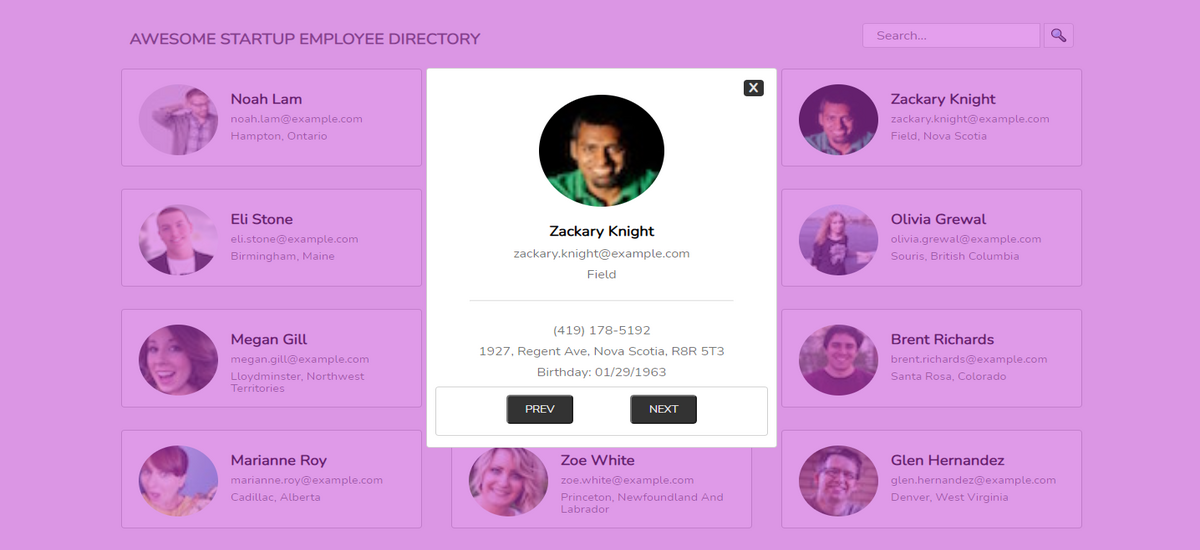 AWESOME STARTUP EMPLOYEE DIRECTORY
Search...
Noah Lam
noah.lam@example.com
Hampton, Ontario
X
Zackary Knight
zackary.knight@example.com
Field
(419) 178-5192
1927, Regent Ave, Nova Scotia, R8R 5T3
Birthday: 01/29/1963
PREV
NEXT
Zackary Knight
zackary.knight@example.com
Field, Nova Scotia
Eli Stone
eli.stone@example.com
Birmingham, Maine
Olivia Grewal
olivia.grewal@example.com
Souris, British Columbia
Megan Gill
megan.gill@example.com
Lloydminster, Northwest
Territories
Brent Richards
brent.richards@example.com
Santa Rosa, Colorado
Marianne Roy
marianne.roy@example.com
Cadillac, Alberta
Zoe White
zoe.white@example.com
Princeton, Newfoundland And
Labrador
Glen Hernandez
glen.hernandez@example.com
Denver, West Virginia